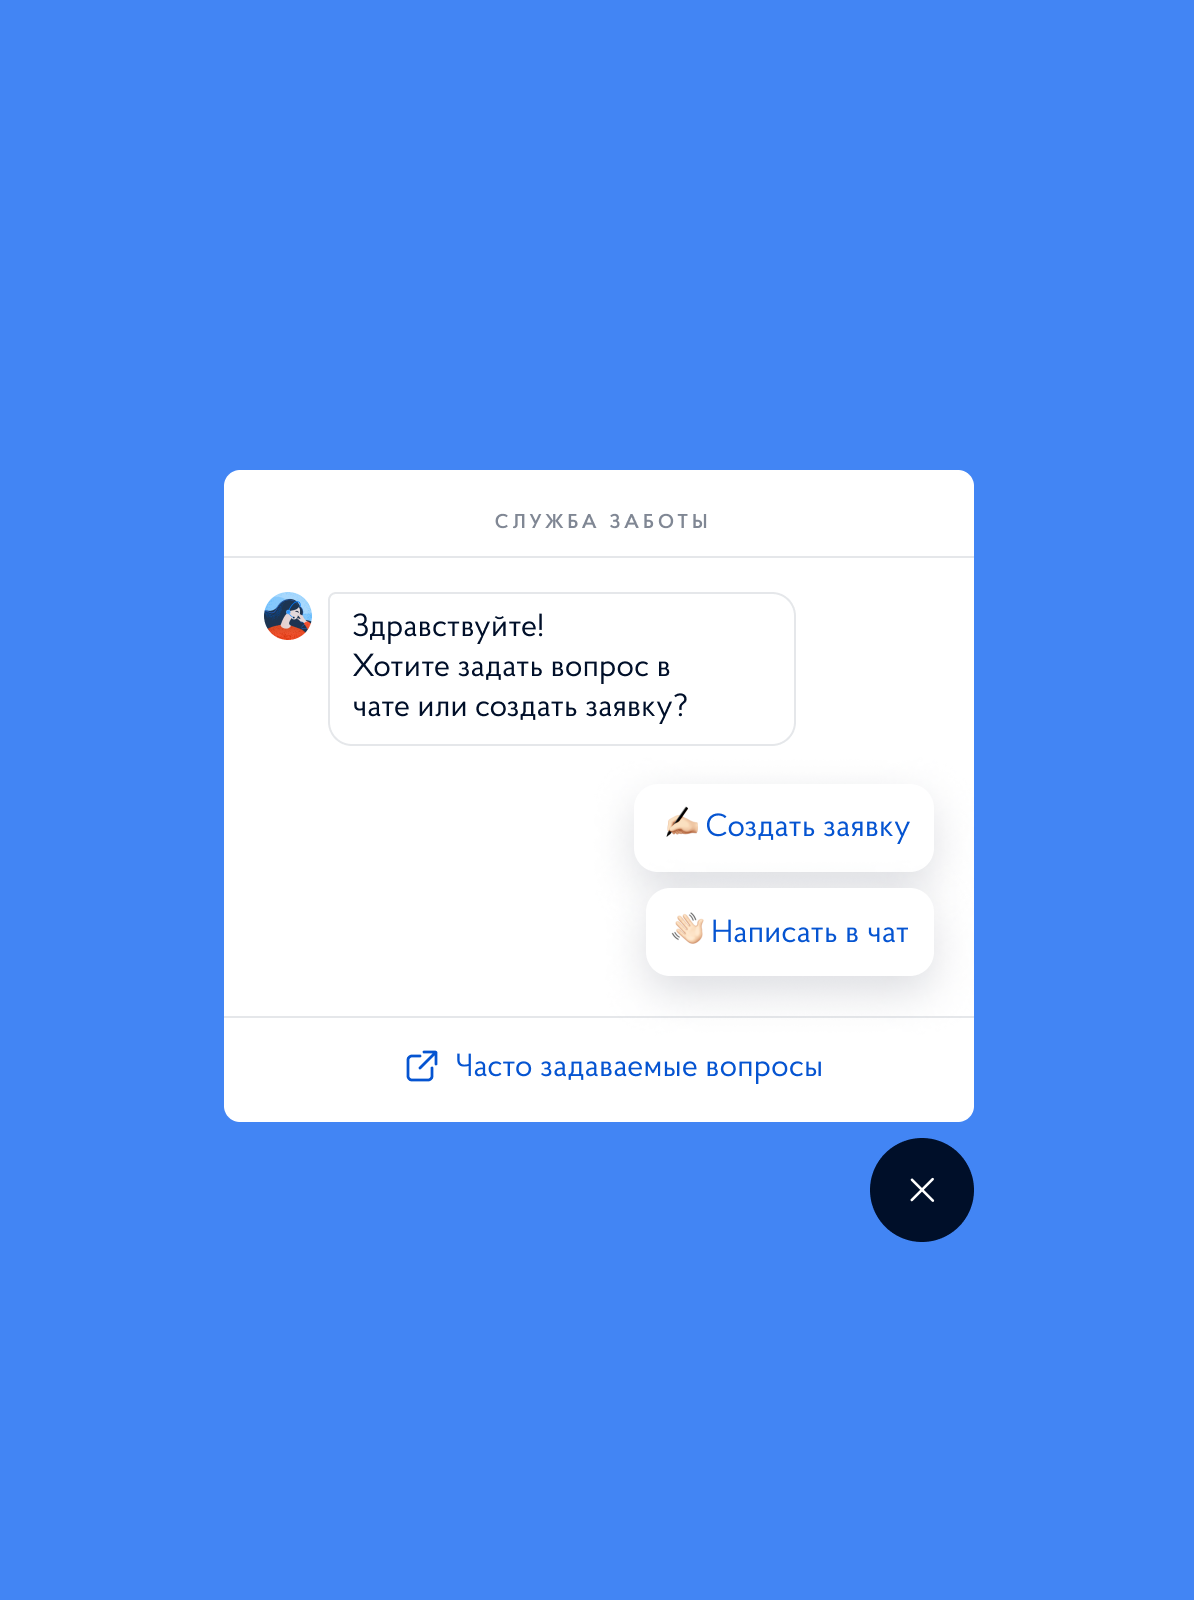 СЛУЖБА ЗАБОТЫ
Здравствуйте!
Хотите задать вопрос в
чате или создать заявку?
✍🏻 Создать заявку
👋🏻 Написать в чат
Часто задаваемые вопросы